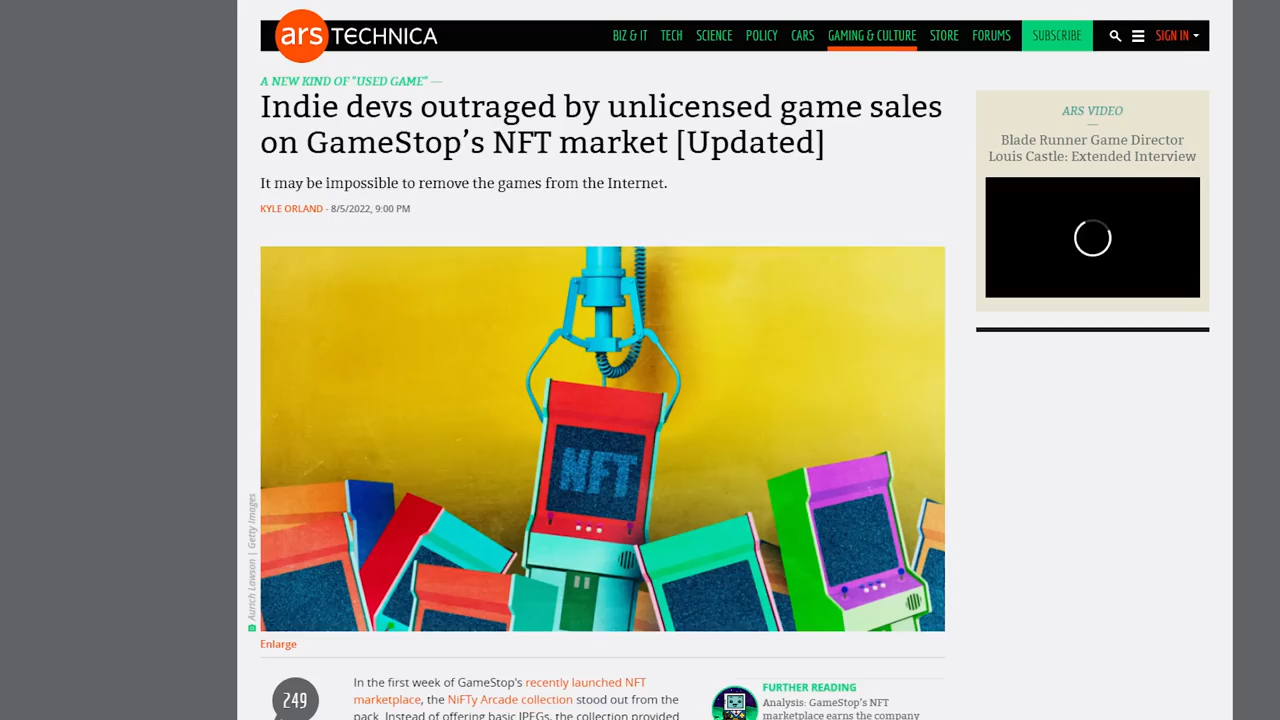 ars TECHNICA
BIZ & IT TECH SCIENCE POLICY CARS GAMING & CULTURE STORE FORUMS SUBSCRIBE SIGN IN
A NEW KIND OF "USED GAME" —
Indie devs outraged by unlicensed game sales
on GameStop's NFT market [Updated]
It may be impossible to remove the games from the Internet.
KYLE ORLAND - 8/5/2022, 9:00 PM
ARS VIDEO
Blade Runner Game Director
Louis Castle: Extended Interview
NFT
Aurich Lawson | Getty Images
Enlarge
249
In the first week of GameStop's recently launched NFT
marketplace, the NiFTy Arcade collection stood out from the
pack. Instead of offering basic JPEGs, the collection provided
FURTHER READING
Analysis: GameStop's NFT
marketplace earns the company